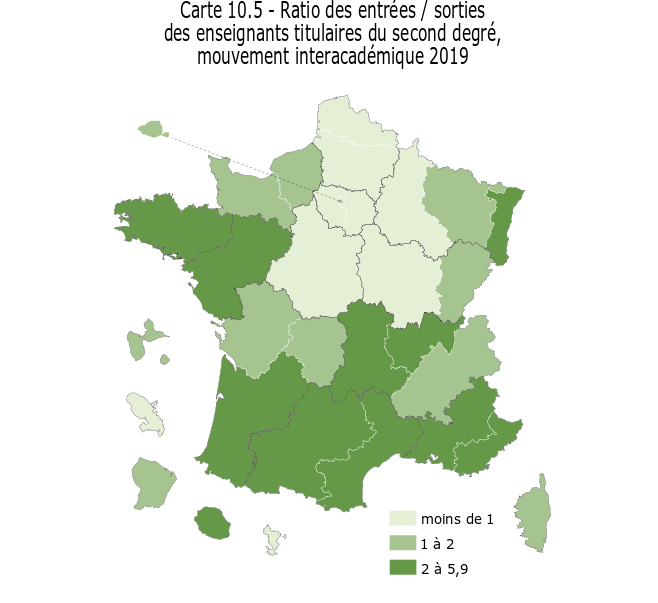 Carte 10.5 - Ratio des entrées / sorties
des enseignants titulaires du second degré,
mouvement interacadémique 2019
moins de 1
1 à 2
2 à 5,9